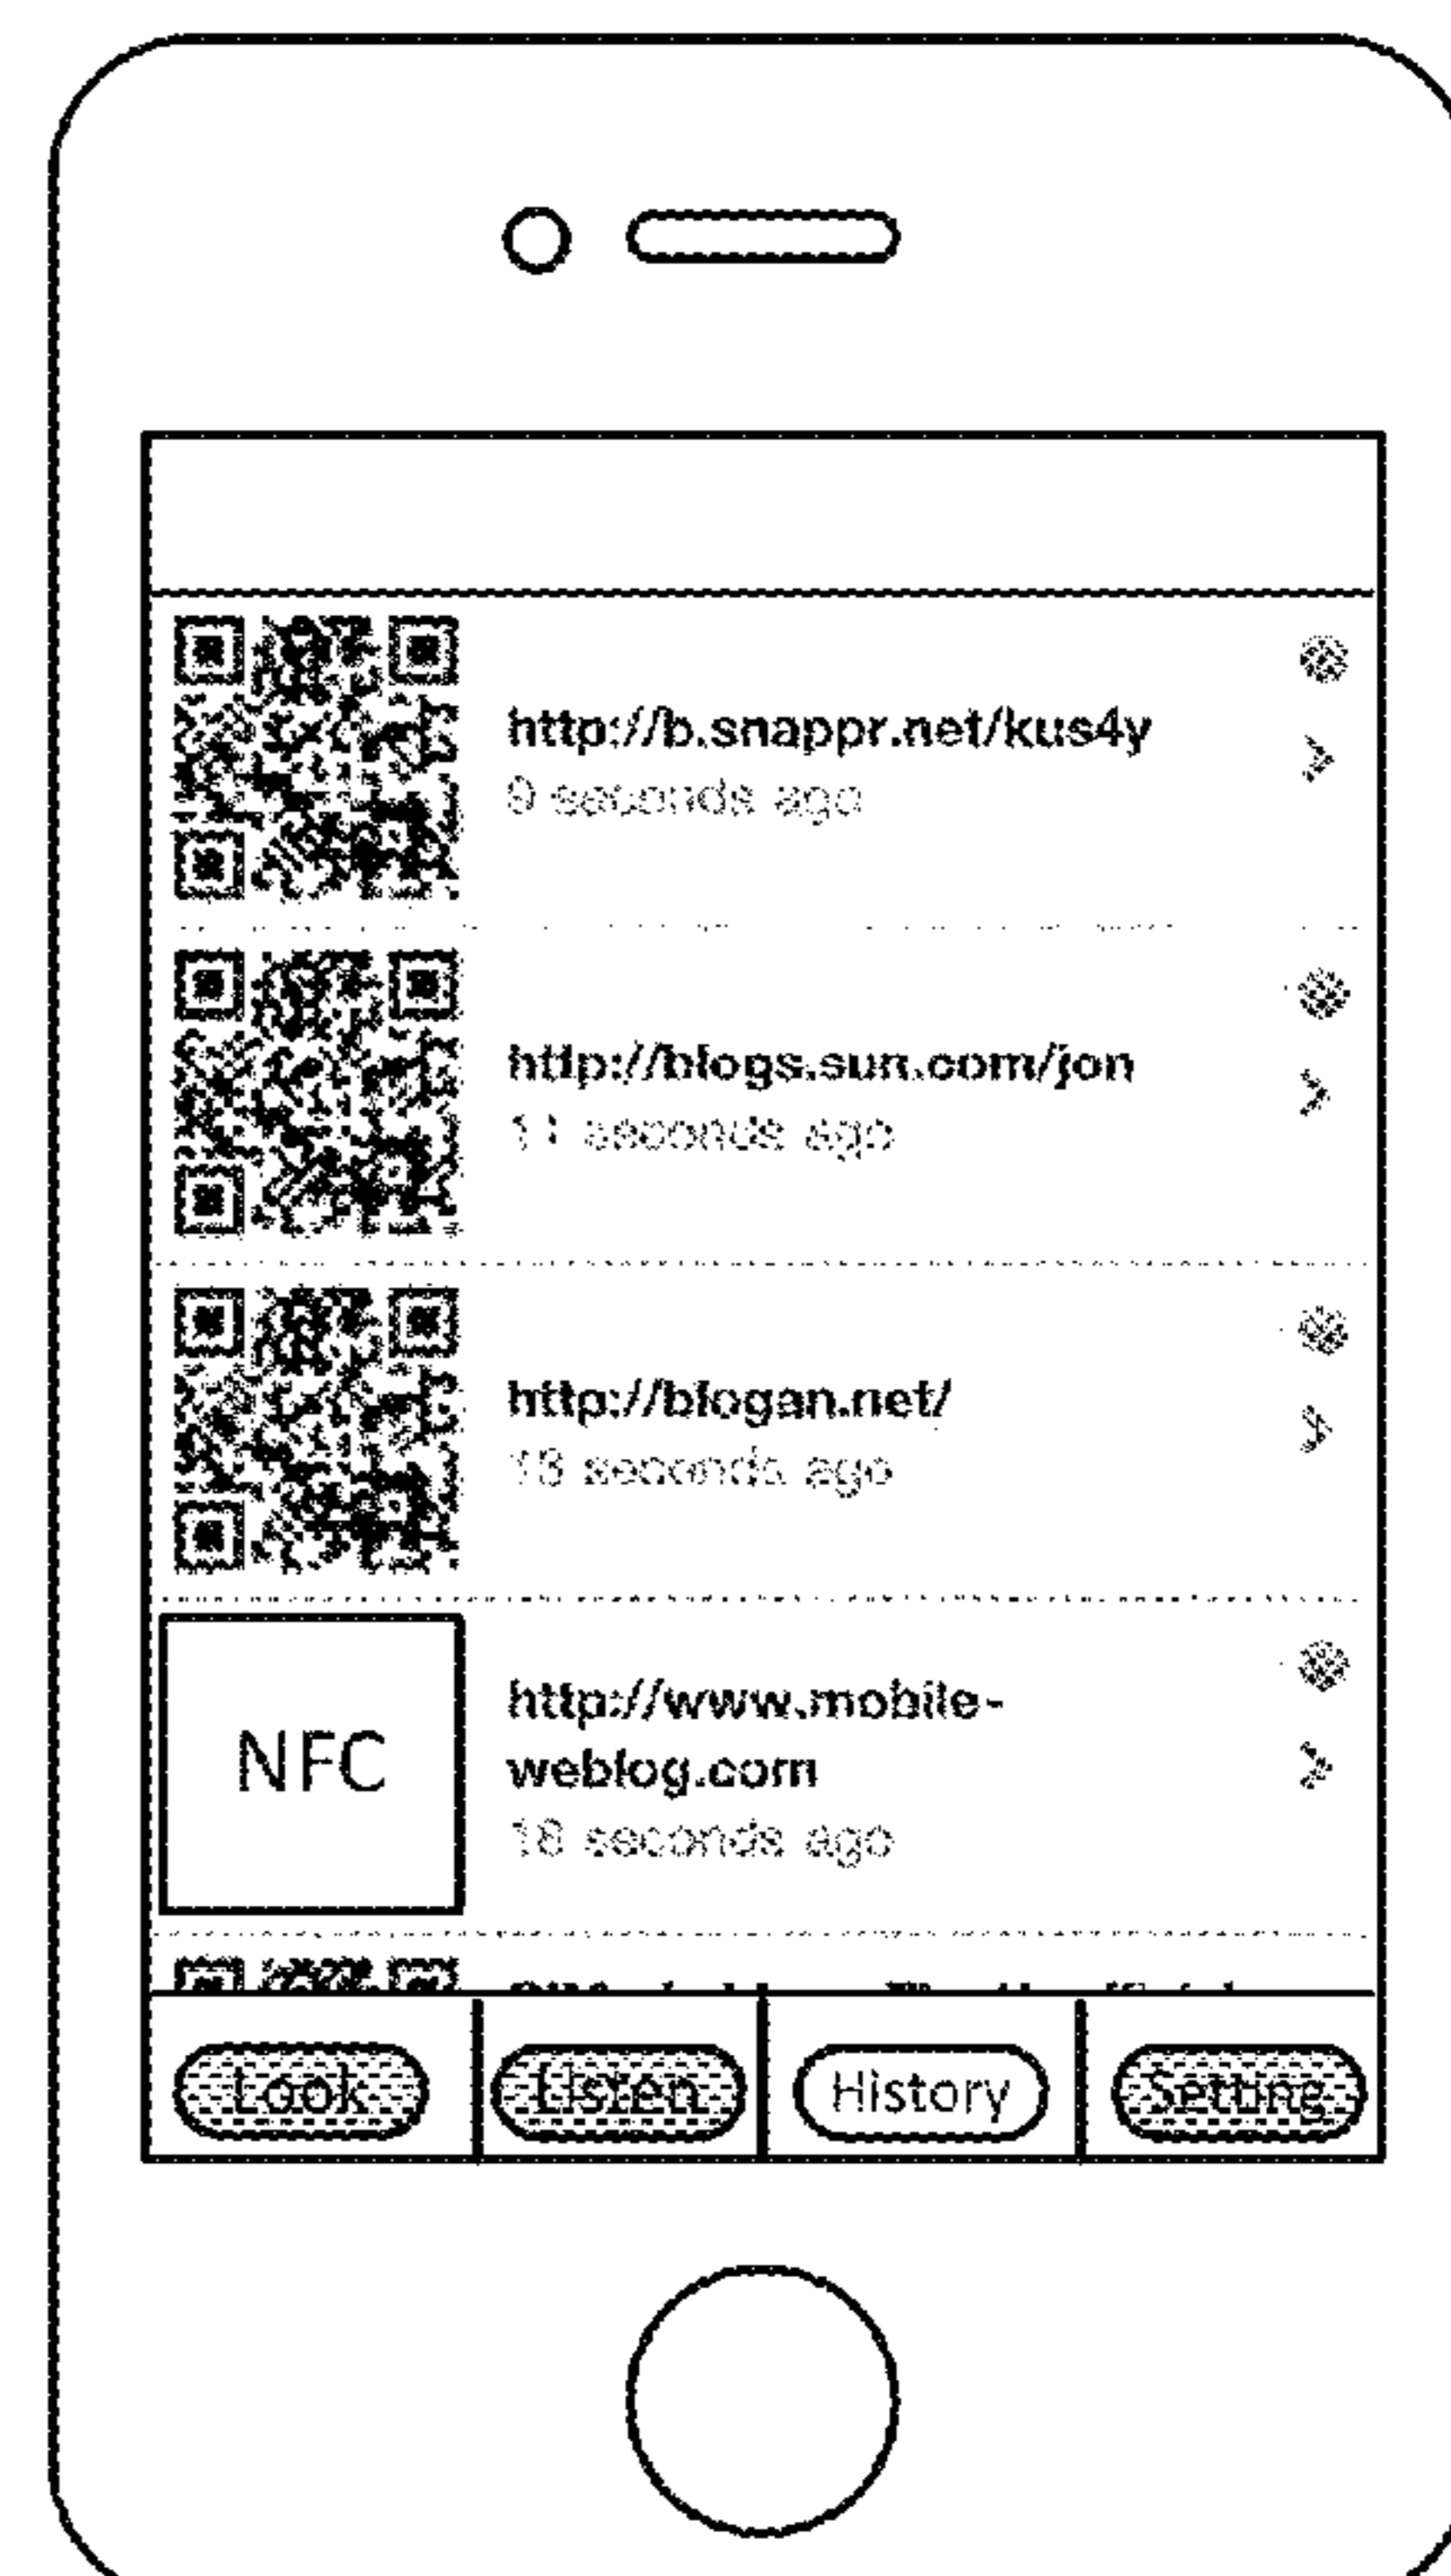 http://b.snappr.net/kus4y
9 seconds ago
http://blogs.sun.com/jon
11 seconds ago
http://blogan.net/
seconds ago
NFC
http://www.mobile-
weblog.com
18 seconds ago
Look
Listen
History
Setting